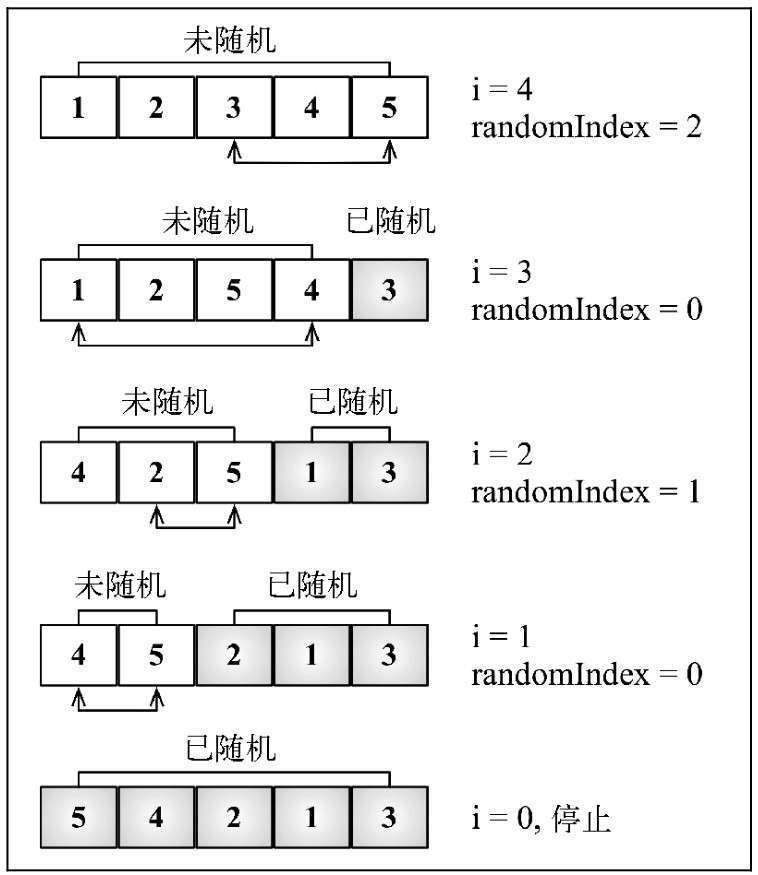 未随机
1 2 3 4 5
i = 4
randomIndex = 2
未随机 已随机
1 2 5 4 3
i = 3
randomIndex = 0
未随机 已随机
4 2 5 1 3
i = 2
randomIndex = 1
未随机 已随机
4 5 2 1 3
i = 1
randomIndex = 0
已随机
5 4 2 1 3
i = 0, 停止